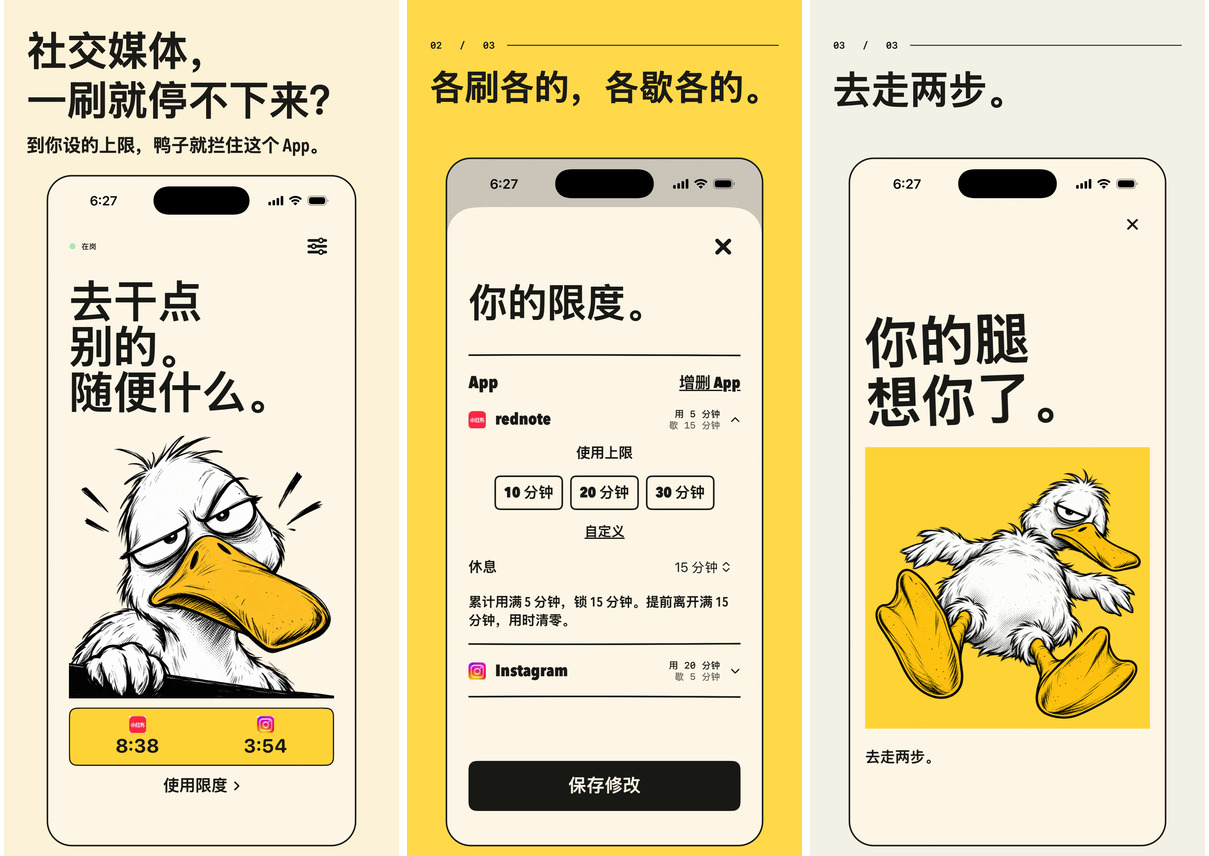 社交媒体，
一刷就停不下来？
到你设的上限，鸭子就拦住这个 App。
6:27
在岗
去干点
别的。
随便什么。
小红书
8:38
3:54
使用限度 >
02 / 03
各刷各的，各歇各的。
6:27
你的限度。
App
增删 App
小红书
rednote
用 5 分钟
歇 15 分钟
使用上限
10 分钟
20 分钟
30 分钟
自定义
休息
15 分钟
累计用满 5 分钟，锁 15 分钟。提前离开满 15
分钟，用时清零。
Instagram
用 20 分钟
歇 5 分钟
保存修改
03 / 03
去走两步。
6:27
你的腿
想你了。
去走两步。